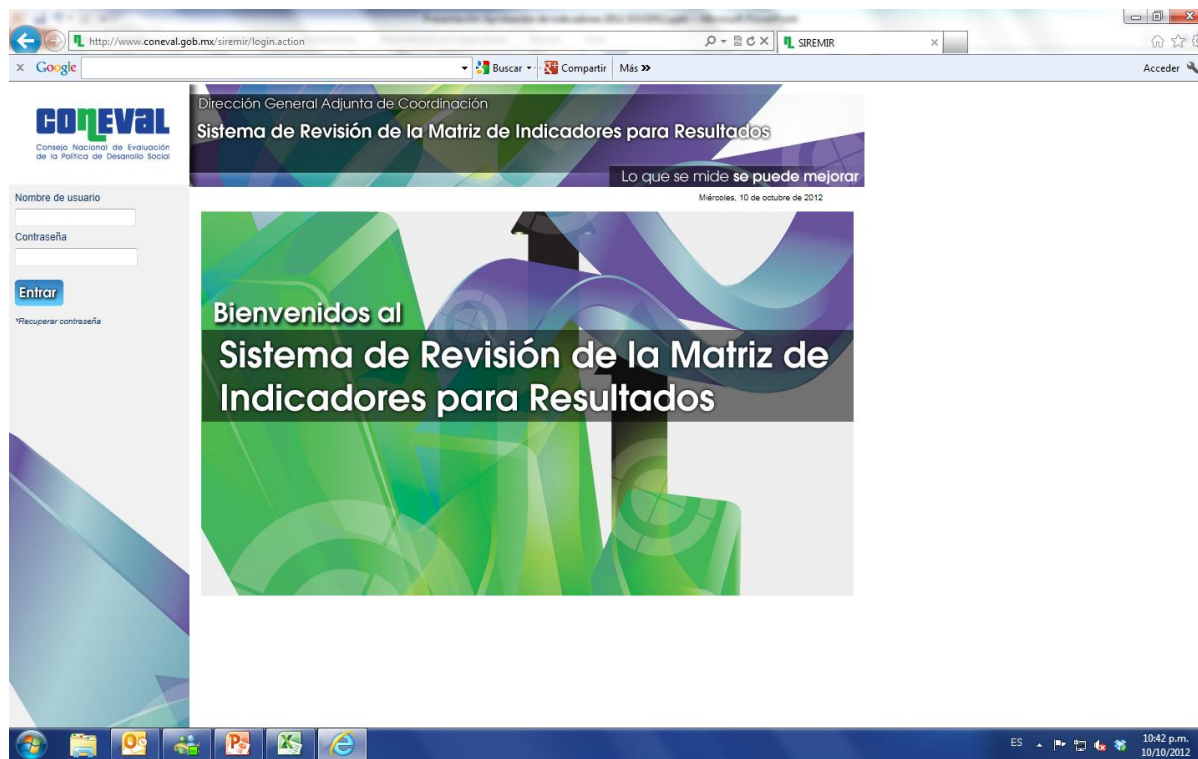 http://www.coneval.gob.mx/siremir/login.action
SIREMIR
Google
Buscar
Compartir
Más »
Acceder
CONEVAL
Consejo Nacional de Evaluación
de la Política de Desarrollo Social
Dirección General Adjunta de Coordinación
Sistema de Revisión de la Matriz de Indicadores para Resultados
Lo que se mide se puede mejorar
Miércoles, 10 de octubre de 2012
Nombre de usuario
Contraseña
Entrar
*Recuperar contraseña
Bienvenidos al
Sistema de Revisión de la Matriz de
Indicadores para Resultados
ES
10:42 p.m.
10/10/2012